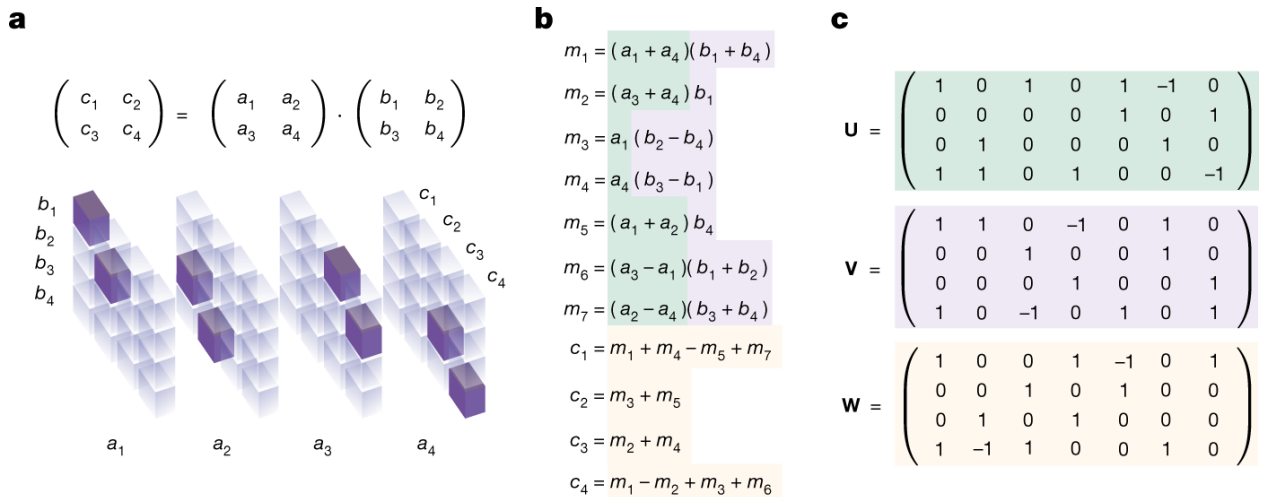 a
( c₁ c₂ ) = ( a₁ a₂ ) · ( b₁ b₂ )
( c₃ c₄ ) ( a₃ a₄ ) ( b₃ b₄ )
b₁
b₂
b₃
b₄
c₁
c₂
c₃
c₄
a₁ a₂ a₃ a₄
b
m₁ = (a₁ + a₄)(b₁ + b₄)
m₂ = (a₃ + a₄) b₁
m₃ = a₁ (b₂ − b₄)
m₄ = a₄ (b₃ − b₁)
m₅ = (a₁ + a₂) b₄
m₆ = (a₃ − a₁)(b₁ + b₂)
m₇ = (a₂ − a₄)(b₃ + b₄)
c₁ = m₁ + m₄ − m₅ + m₇
c₂ = m₃ + m₅
c₃ = m₂ + m₄
c₄ = m₁ − m₂ + m₃ + m₆
c
U =
1 0 1 0 1 −1 0
0 0 0 0 1 0 1
0 1 0 0 0 1 0
1 1 0 1 0 0 −1
V =
1 1 0 −1 0 1 0
0 0 1 0 0 1 0
0 0 0 1 0 0 1
1 0 −1 0 1 0 1
W =
1 0 0 1 −1 0 1
0 0 1 0 1 0 0
0 1 0 1 0 0 0
1 −1 1 0 0 1 0